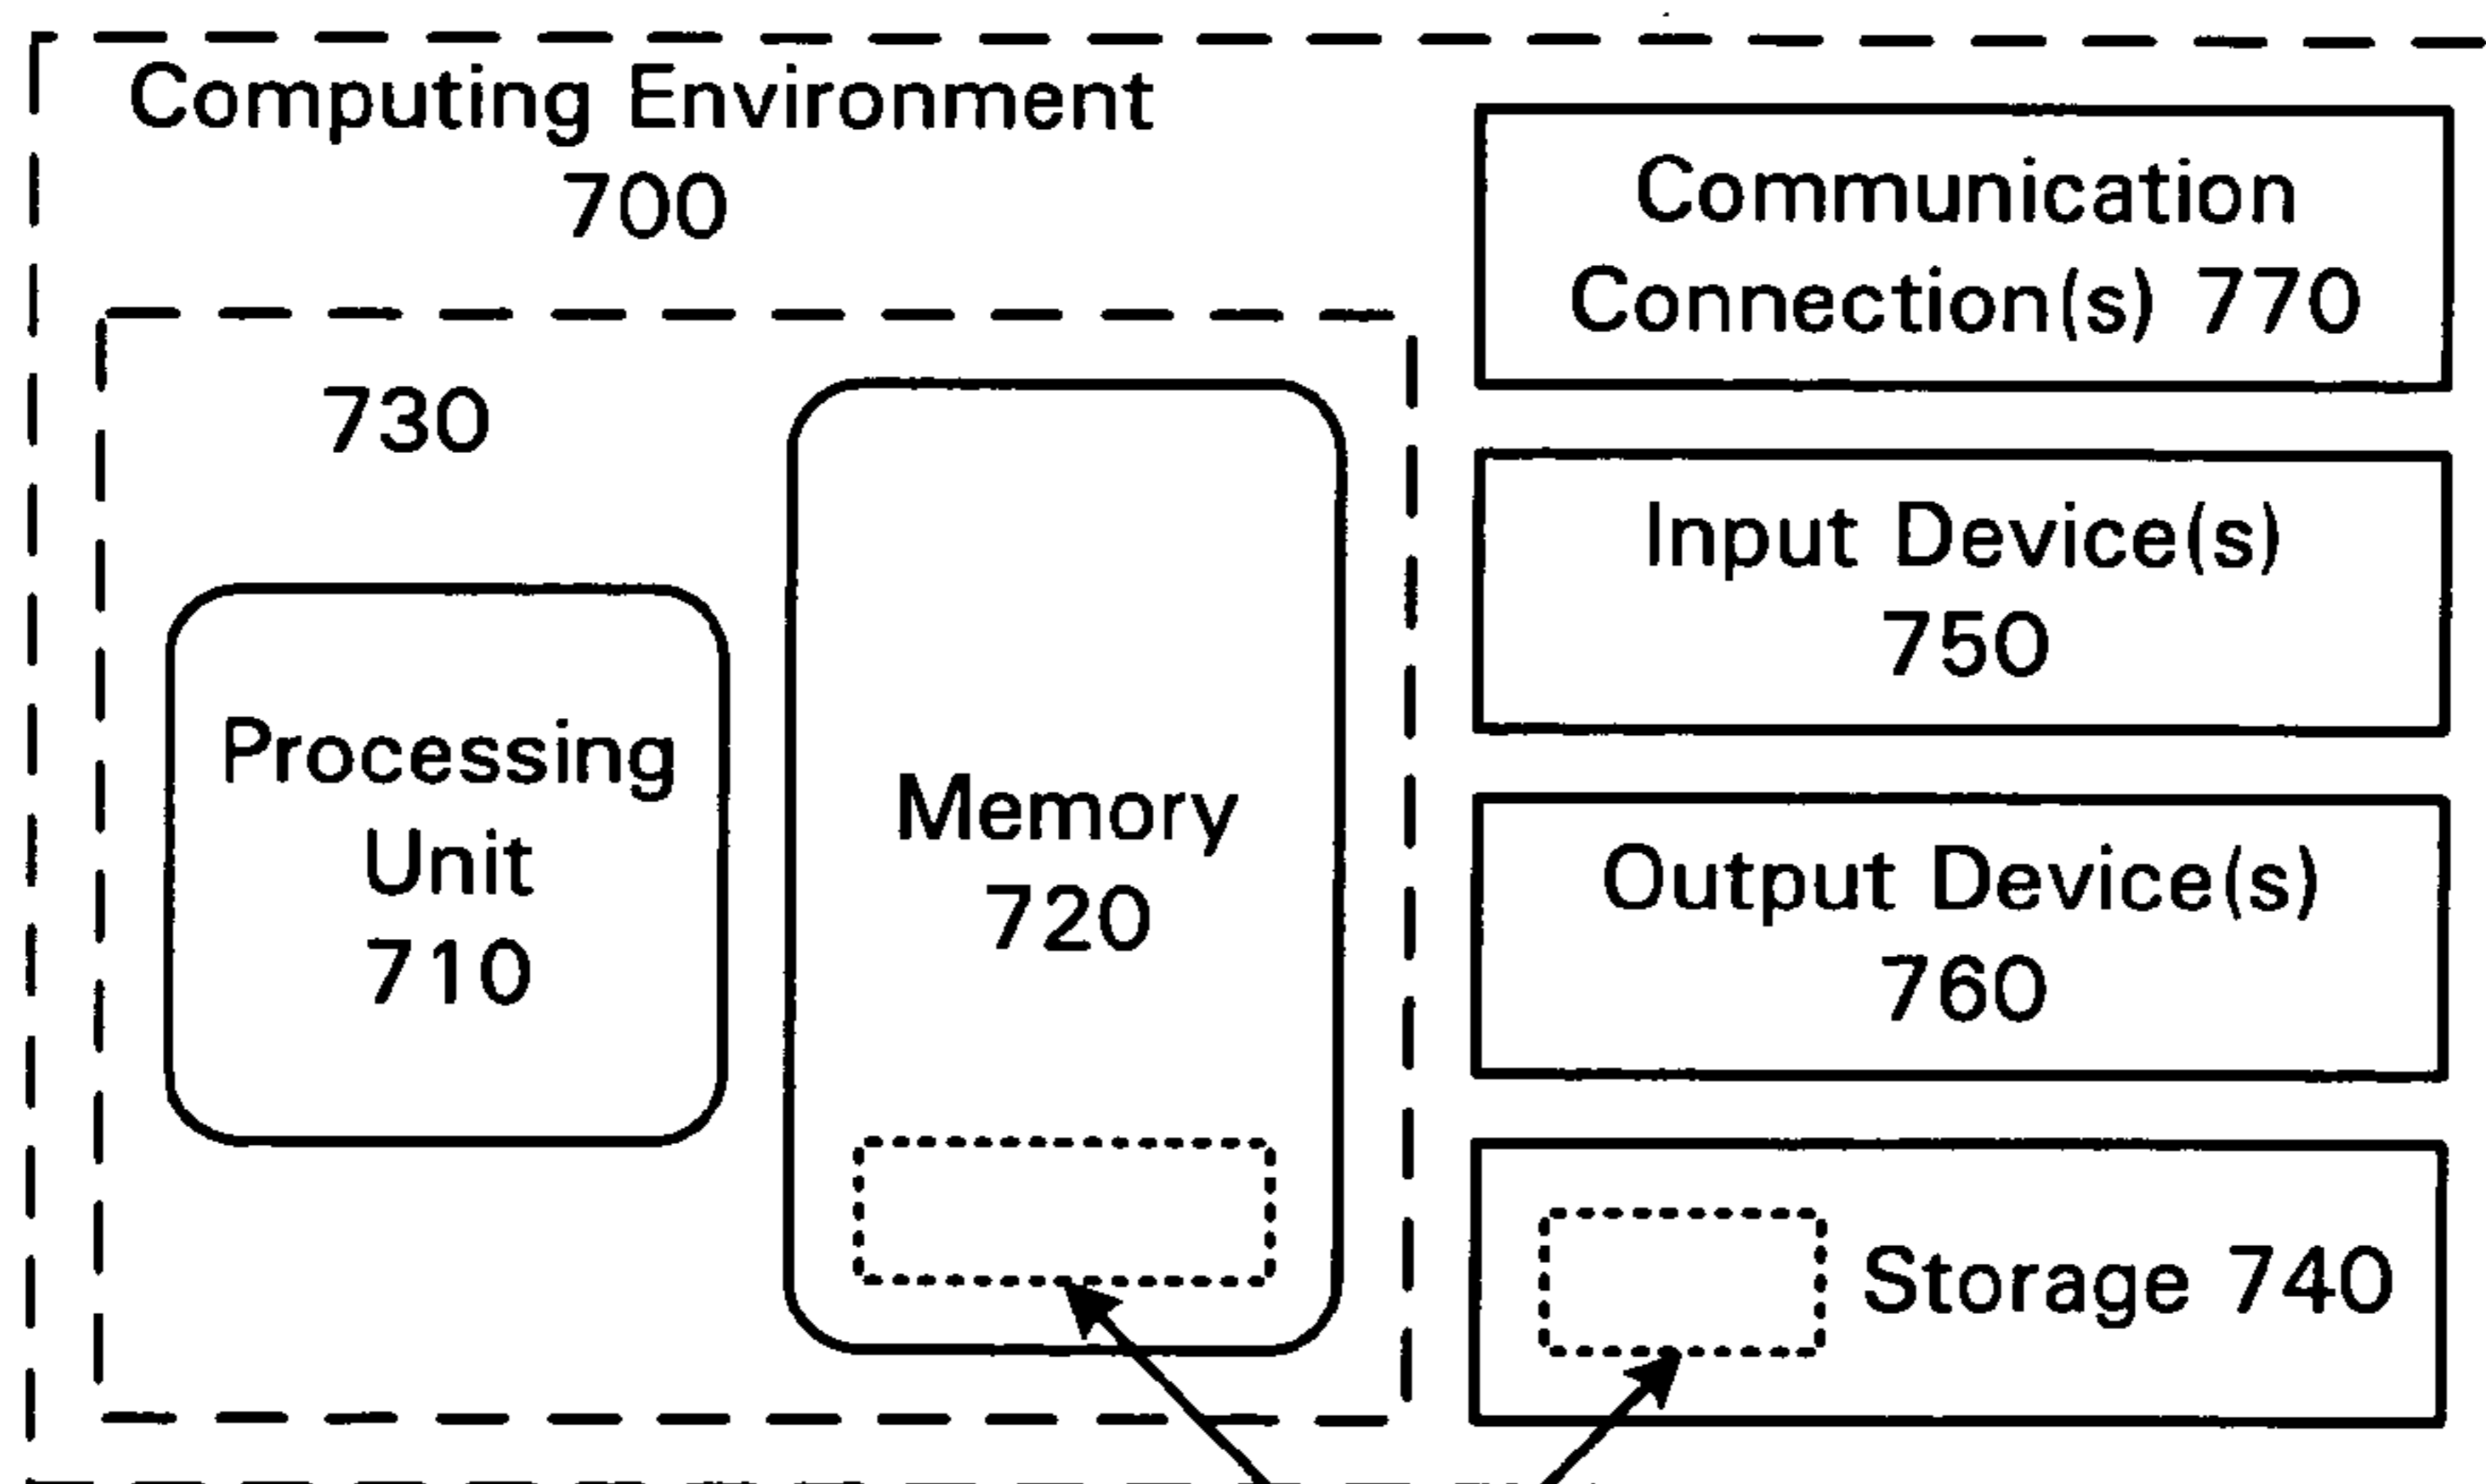 Computing Environment
700
730
Processing
Unit
710
Memory
720
Communication
Connection(s) 770
Input Device(s)
750
Output Device(s)
760
Storage 740